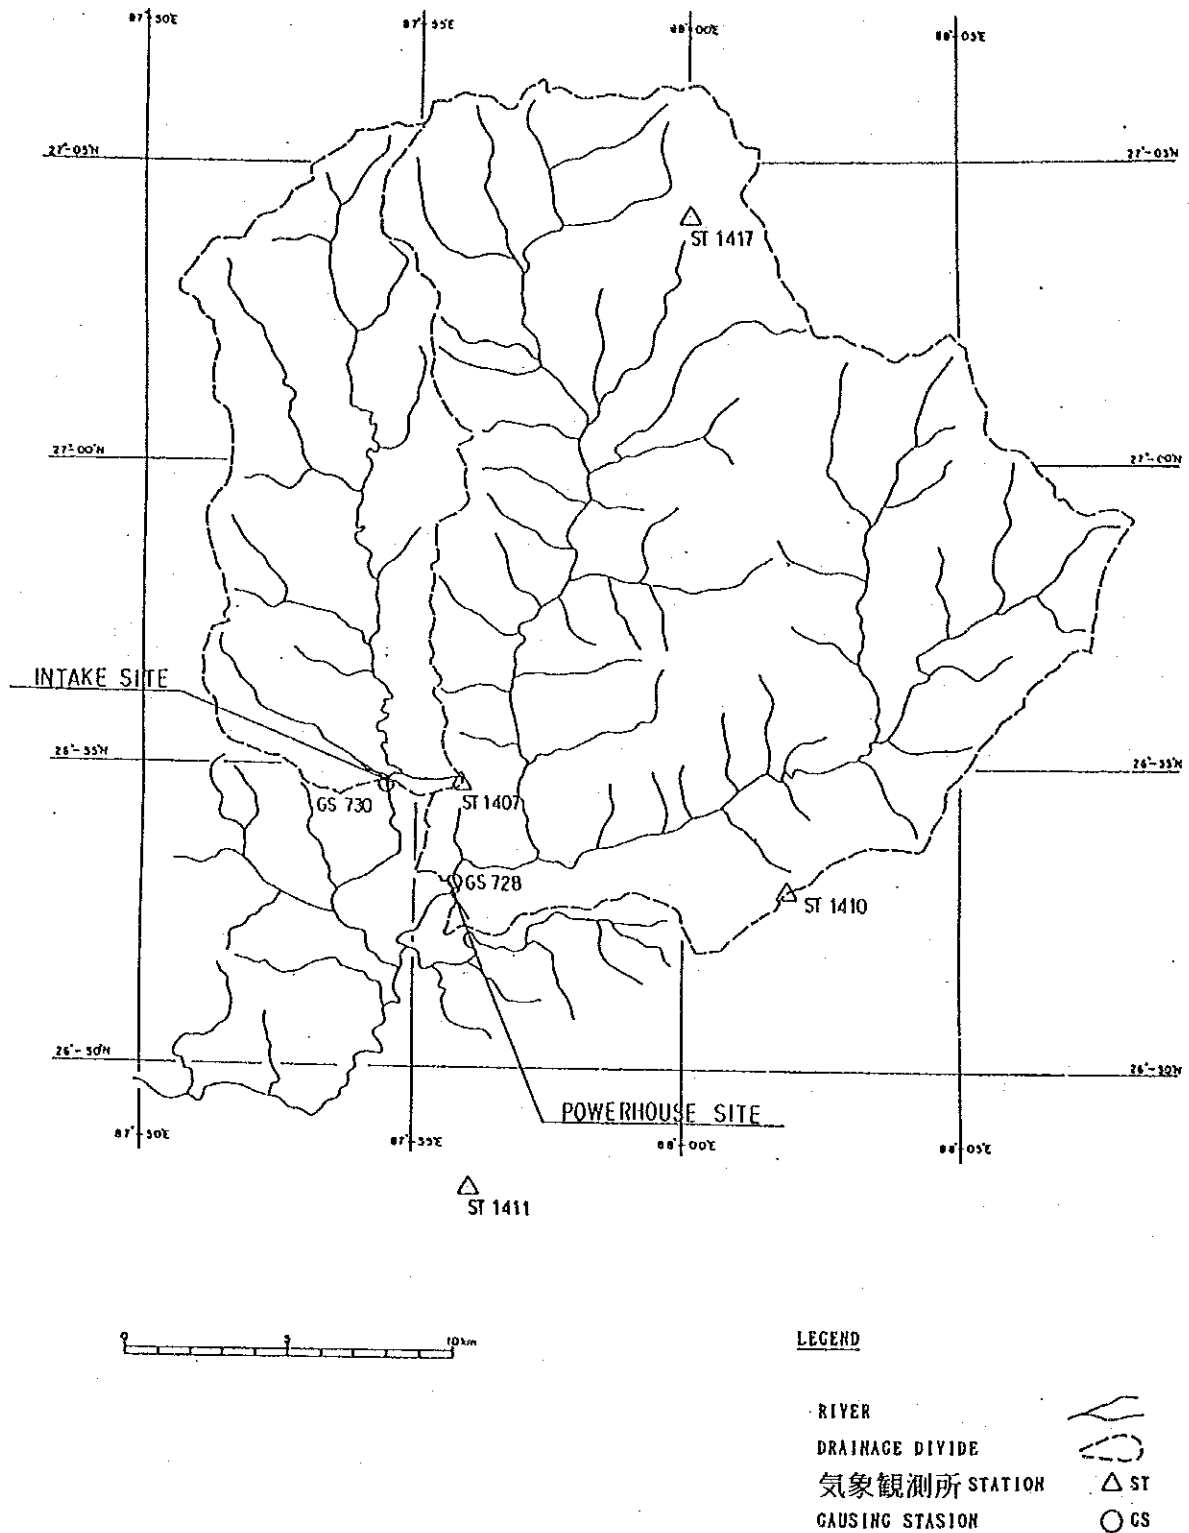 87°30'E
87°35'E
88°00'E
88°05'E
27°-05'N
27°-05'N
ST 1417
27°00'N
27°-00'N
INTAKE SITE
26°-55'N
26°-55'N
GS 730
ST 1407
GS 728
ST 1410
26°-50'N
26°-50'N
POWERHOUSE SITE
87°-50'E
87°-55'E
88°-00'E
88°-05'E
ST 1411
0 5 10km
LEGEND
RIVER
DRAINAGE DIVIDE
気象観測所 STATION ST
GAUSING STASION GS